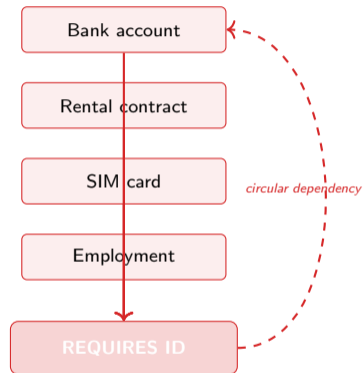 Bank account
Rental contract
SIM card
circular dependency
Employment
REQUIRES ID